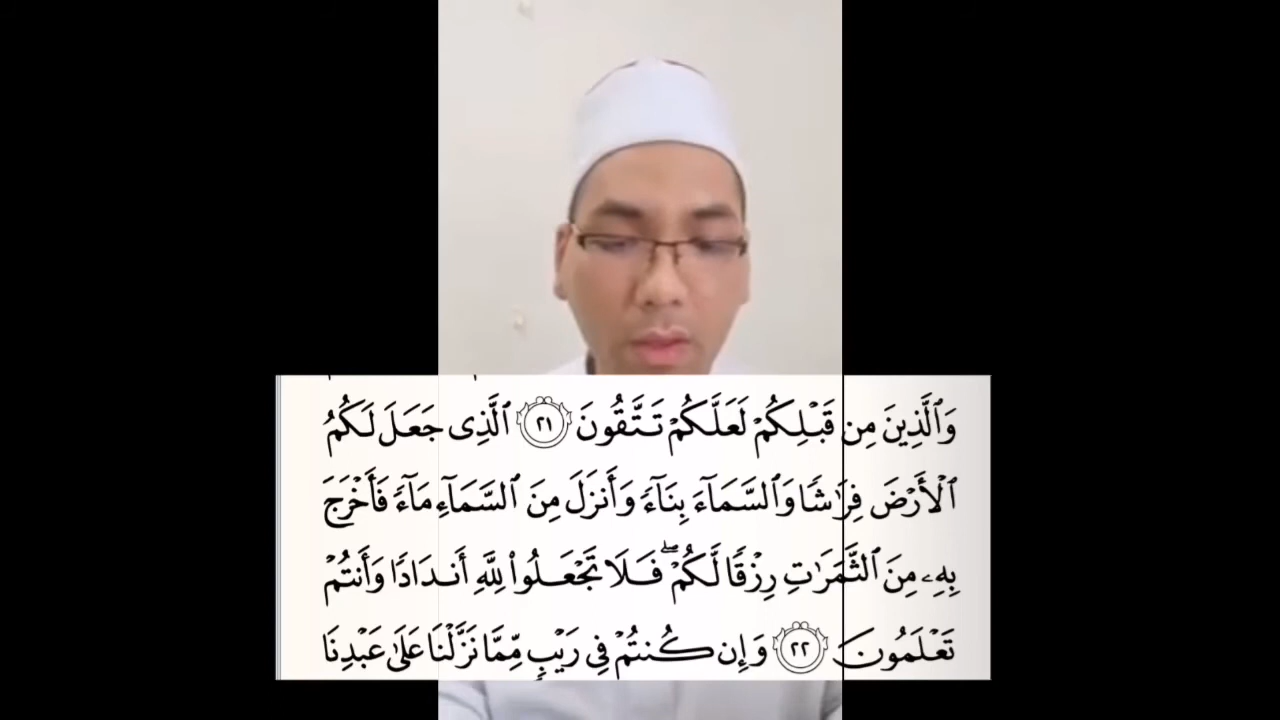 وَٱلَّذِينَ مِن قَبْلِكُمْ لَعَلَّكُمْ تَتَّقُونَ ٢١ ٱلَّذِى جَعَلَ لَكُمُ
ٱلْأَرْضَ فِرَٰشًا وَٱلسَّمَآءَ بِنَآءً وَأَنزَلَ مِنَ ٱلسَّمَآءِ مَآءً فَأَخْرَجَ
بِهِۦ مِنَ ٱلثَّمَرَٰتِ رِزْقًا لَّكُمْ ۖ فَلَا تَجْعَلُوا۟ لِلَّهِ أَندَادًا وَأَنتُمْ
تَعْلَمُونَ ٢٢ وَإِن كُنتُمْ فِى رَيْبٍ مِّمَّا نَزَّلْنَا عَلَىٰ عَبْدِنَا